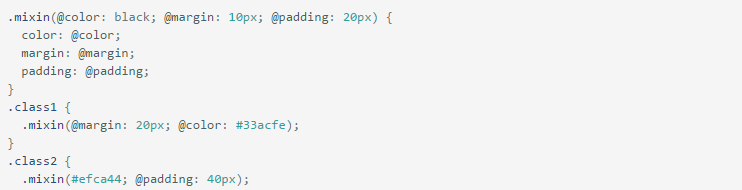 .mixin(@color: black; @margin: 10px; @padding: 20px) {
  color: @color;
  margin: @margin;
  padding: @padding;
}
.class1 {
  .mixin(@margin: 20px; @color: #33acfe);
}
.class2 {
  .mixin(#efca44; @padding: 40px);